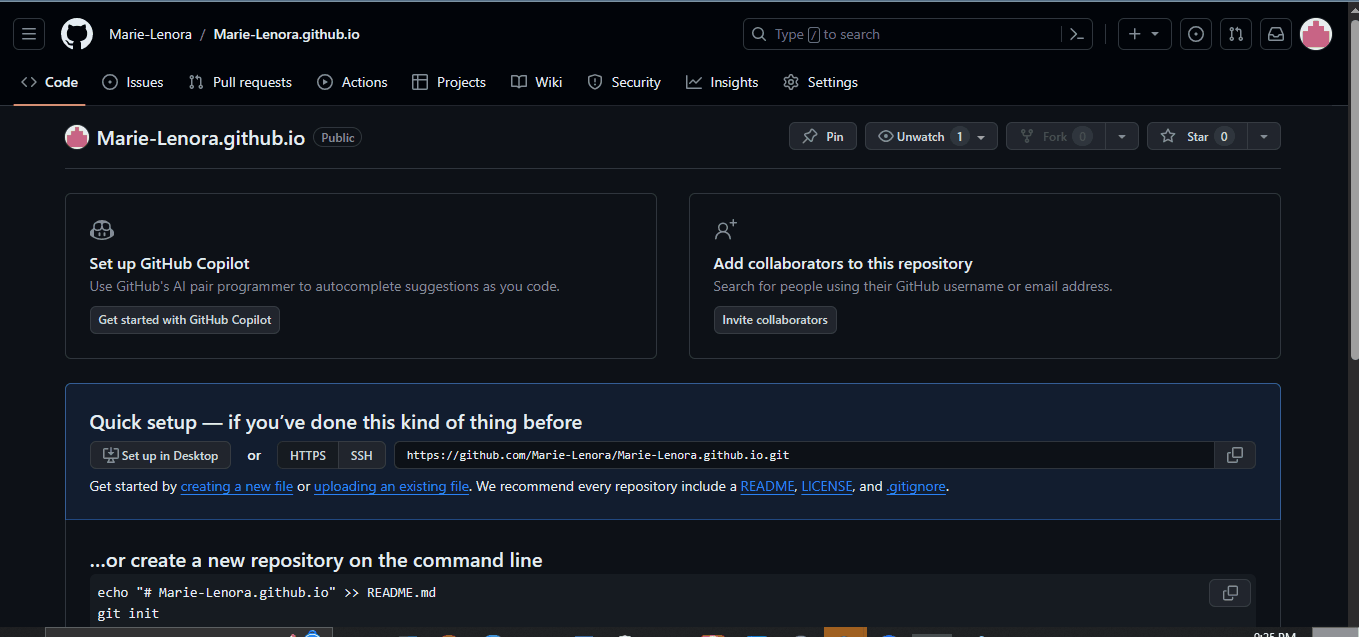 Marie-Lenora / Marie-Lenora.github.io
Type / to search
Code Issues Pull requests Actions Projects Wiki Security Insights Settings
Marie-Lenora.github.io Public
Pin Unwatch 1 Fork 0 Star 0
Set up GitHub Copilot
Use GitHub's AI pair programmer to autocomplete suggestions as you code.
Get started with GitHub Copilot
Add collaborators to this repository
Search for people using their GitHub username or email address.
Invite collaborators
Quick setup — if you’ve done this kind of thing before
Set up in Desktop or HTTPS SSH https://github.com/Marie-Lenora/Marie-Lenora.github.io.git
Get started by creating a new file or uploading an existing file. We recommend every repository include a README, LICENSE, and .gitignore.
…or create a new repository on the command line
echo "# Marie-Lenora.github.io" >> README.md
git init